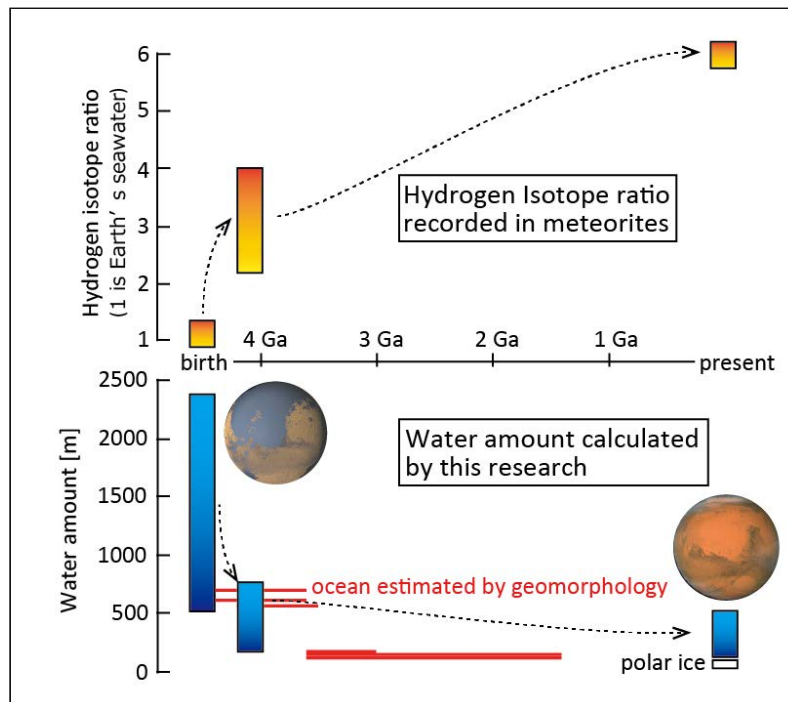 Hydrogen isotope ratio
(1 is Earth's seawater)
6
5
4
3
2
1
Hydrogen Isotope ratio
recorded in meteorites
birth
4 Ga
3 Ga
2 Ga
1 Ga
present
Water amount [m]
2500
2000
1500
1000
500
0
Water amount calculated
by this research
ocean estimated by geomorphology
polar ice